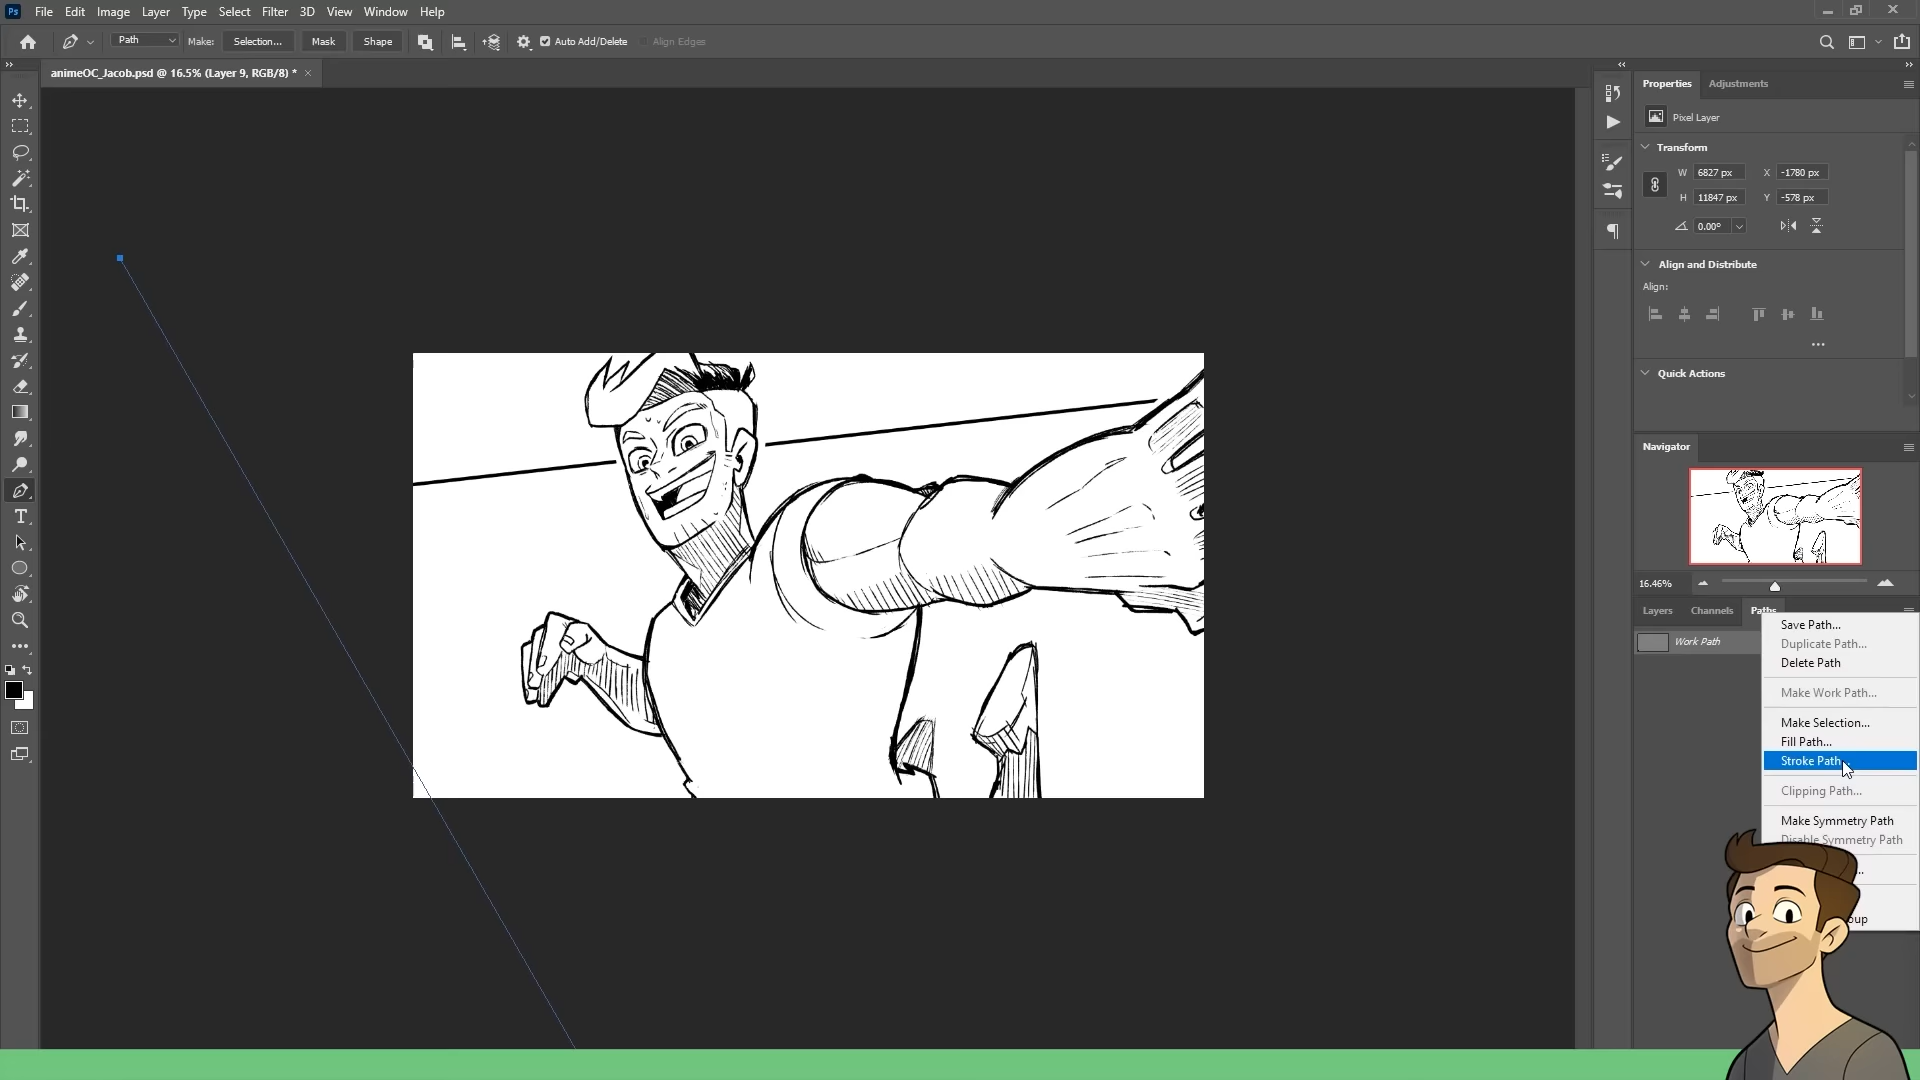 Ps File Edit Image Layer Type Select Filter 3D View Window Help
Path Make: Selection... Mask Shape Auto Add/Delete Align Edges
animeOC_Jacob.psd @ 16.5% (Layer 9, RGB/8) * ×
Properties Adjustments
Pixel Layer
Transform
W 6827 px X -1780 px
H 11847 px Y -578 px
0.00°
Align and Distribute
Align:
Quick Actions
Navigator
16.46%
Layers Channels Paths
Work Path
Save Path...
Duplicate Path...
Delete Path
Make Work Path...
Make Selection...
Fill Path...
Stroke Path...
Clipping Path...
Make Symmetry Path
Disable Symmetry Path